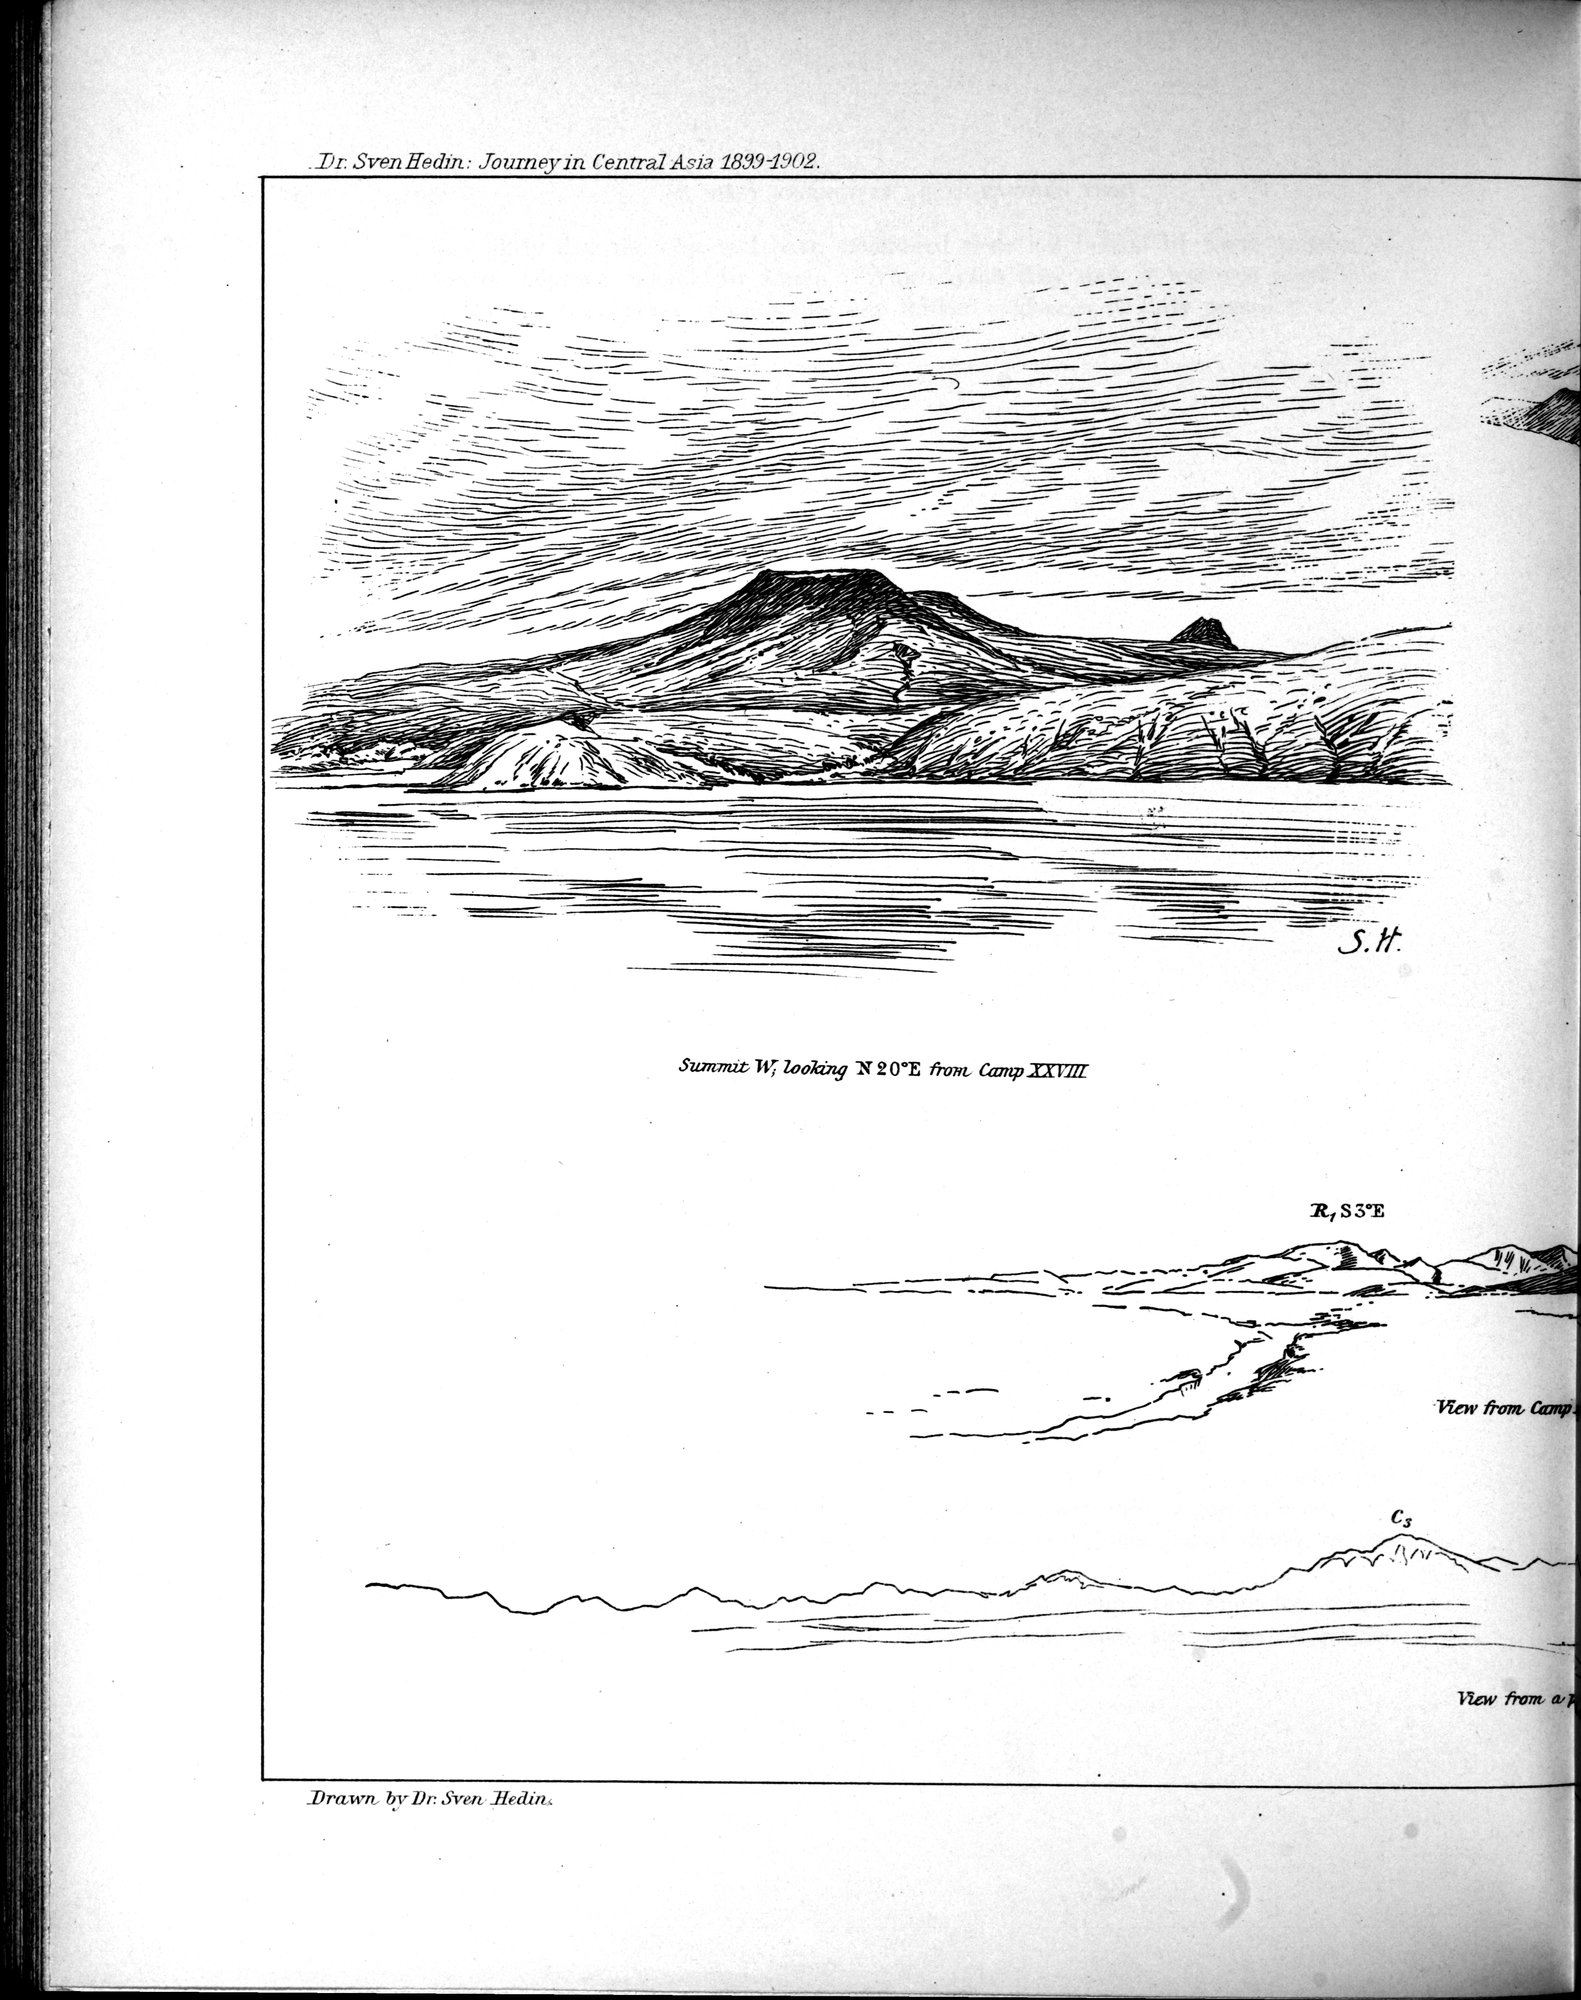 Dr. Sven Hedin: Journey in Central Asia 1899-1902.
S. H.
Summit W, looking N 20° E from Camp XXVIII
R, S 3° E
View from Camp
C₃
View from a
Drawn by Dr. Sven Hedin.